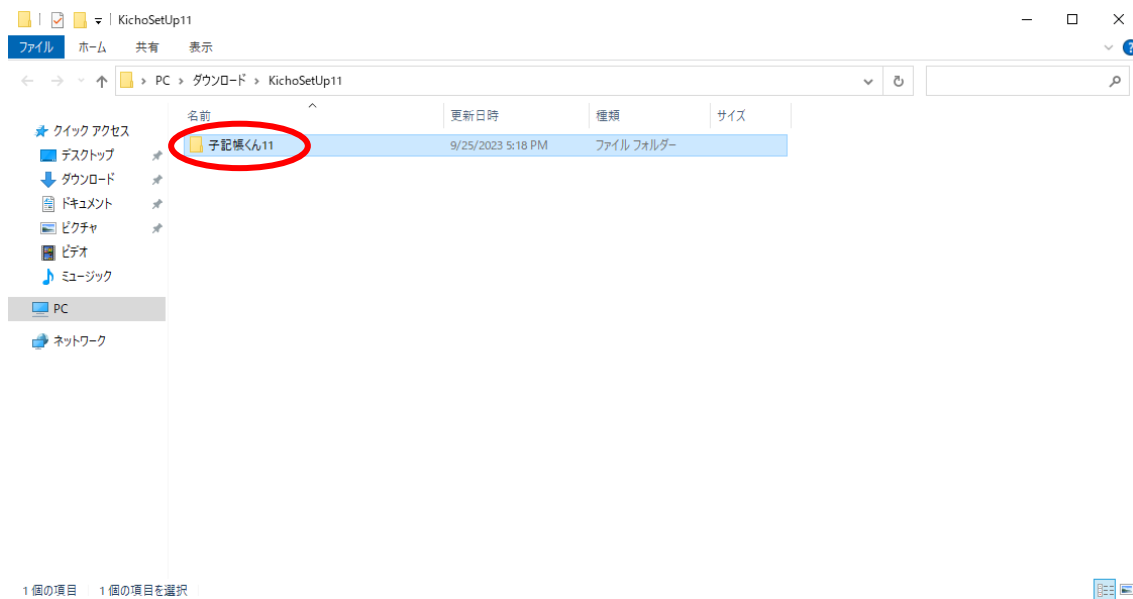 KichoSetUp11
ファイル ホーム 共有 表示
PC › ダウンロード › KichoSetUp11
名前 更新日時 種類 サイズ
クイック アクセス
子記帳くん11 9/25/2023 5:18 PM ファイル フォルダー
デスクトップ
ダウンロード
ドキュメント
ピクチャ
ビデオ
ミュージック
PC
ネットワーク
1 個の項目 1 個の項目を選択